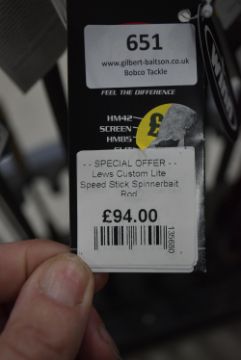 651
www.gilbert-baitson.co.uk
Bobco Tackle
FEEL THE DIFFERENCE
HM42
SCREEN
HM85
£
- - SPECIAL OFFER - -
Lews Custom Lite
Speed Stick Spinnerbait
Rod
£94.00
135680